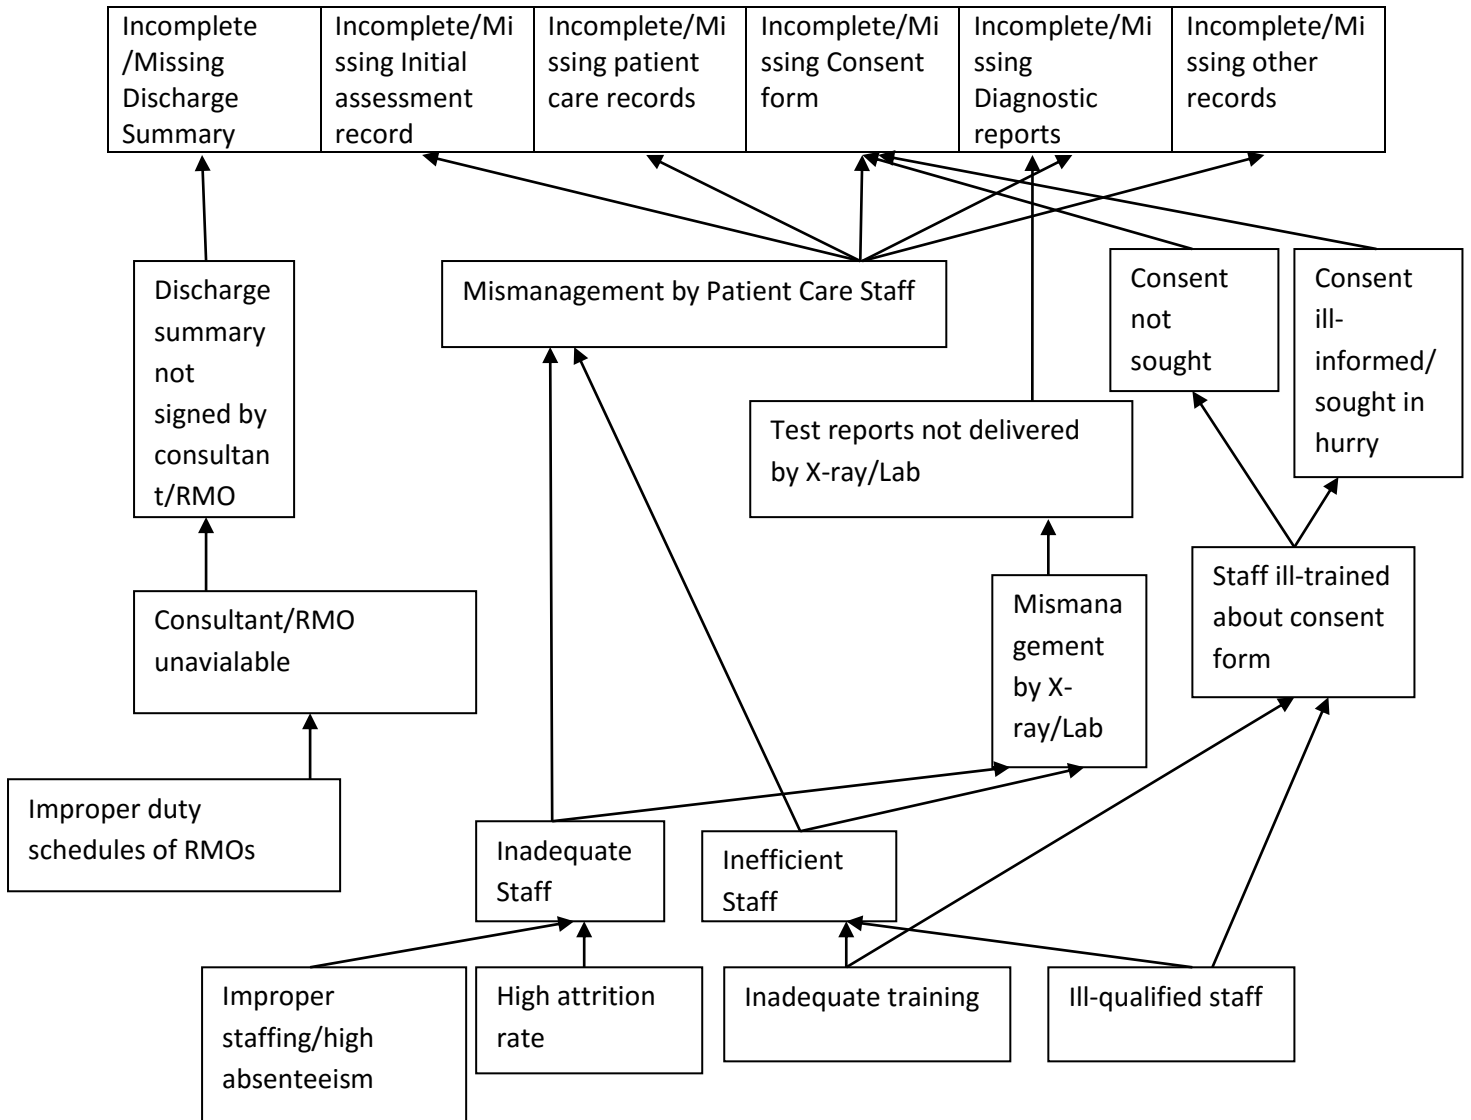 Incomplete
/Missing
Discharge
Summary
Incomplete/Mi
ssing Initial
assessment
record
Incomplete/Mi
ssing patient
care records
Incomplete/Mi
ssing Consent
form
Incomplete/Mi
ssing
Diagnostic
reports
Incomplete/Mi
ssing other
records
Discharge
summary
not
signed by
consultan
t/RMO
Mismanagement by Patient Care Staff
Consent
not
sought
Consent
ill-
informed/
sought in
hurry
Test reports not delivered
by X-ray/Lab
Consultant/RMO
unavialable
Mismana
gement
by X-
ray/Lab
Staff ill-trained
about consent
form
Improper duty
schedules of RMOs
Inadequate
Staff
Inefficient
Staff
Improper
staffing/high
absenteeism
High attrition
rate
Inadequate training
Ill-qualified staff